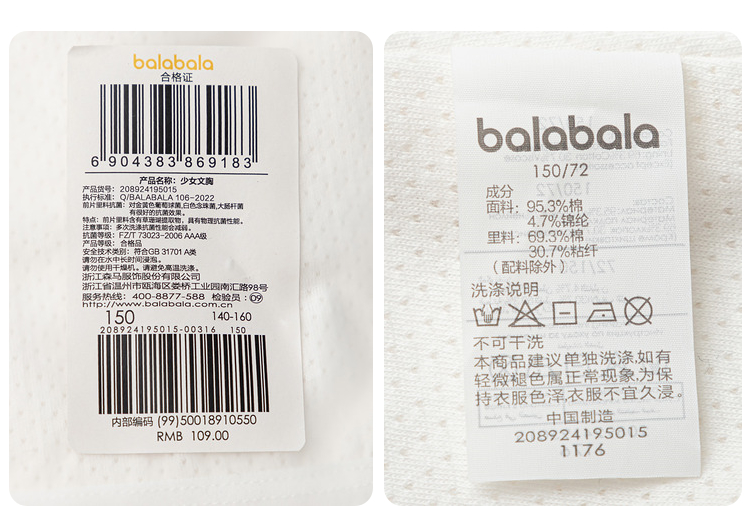 balabala
合格证
6 904383 869183
产品名称：少女文胸
产品货号：208924195015
执行标准：Q/BALABALA 106-2022
前片里料抗菌：对金黄色葡萄球菌,白色念珠菌,大肠杆菌
有很好的抗菌效果。
特点：前片里料含有草珊瑚提取物，具有物理抗菌性能。
注意事项：多次洗涤抗菌性能会减弱。
抗菌等级：FZ/T 73023-2006 AAA级
产品等级：合格品
安全技术类别：符合GB 31701 A类
请勿在水中长时间浸泡。
请勿使用干燥机。请避免高温洗涤。
浙江森马服饰股份有限公司
浙江省温州市瓯海区娄桥工业园南汇路98号
服务热线：400-8877-588 检验员：09
http://www.balabala.com.cn
150 140-160
208924195015-00316 150
内部编码 (99)50018910550
RMB 109.00
balabala
150/72
成分
面料：95.3%棉
4.7%锦纶
里料：69.3%棉
30.7%粘纤
（配料除外）
洗涤说明
不可干洗
本商品建议单独洗涤,如有
轻微褪色属正常现象,为保
持衣服色泽,衣服不宜久浸。
中国制造
208924195015
1176